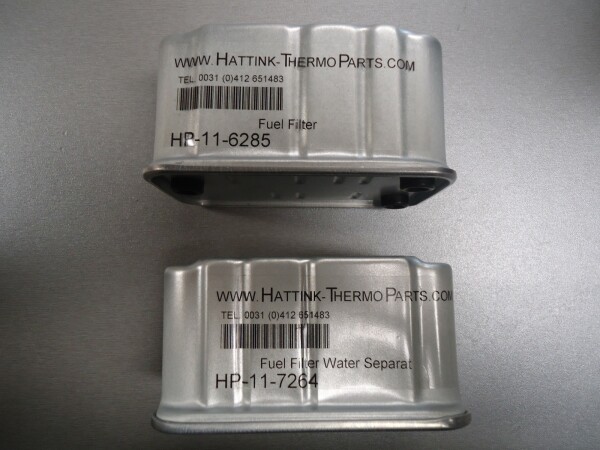 www.Hattink-ThermoParts.com
TEL. 0031 (0)412 651483
Fuel Filter
HP-11-6285
www.Hattink-ThermoParts.com
TEL. 0031 (0)412 651483
Fuel Filter Water Separat
HP-11-7264